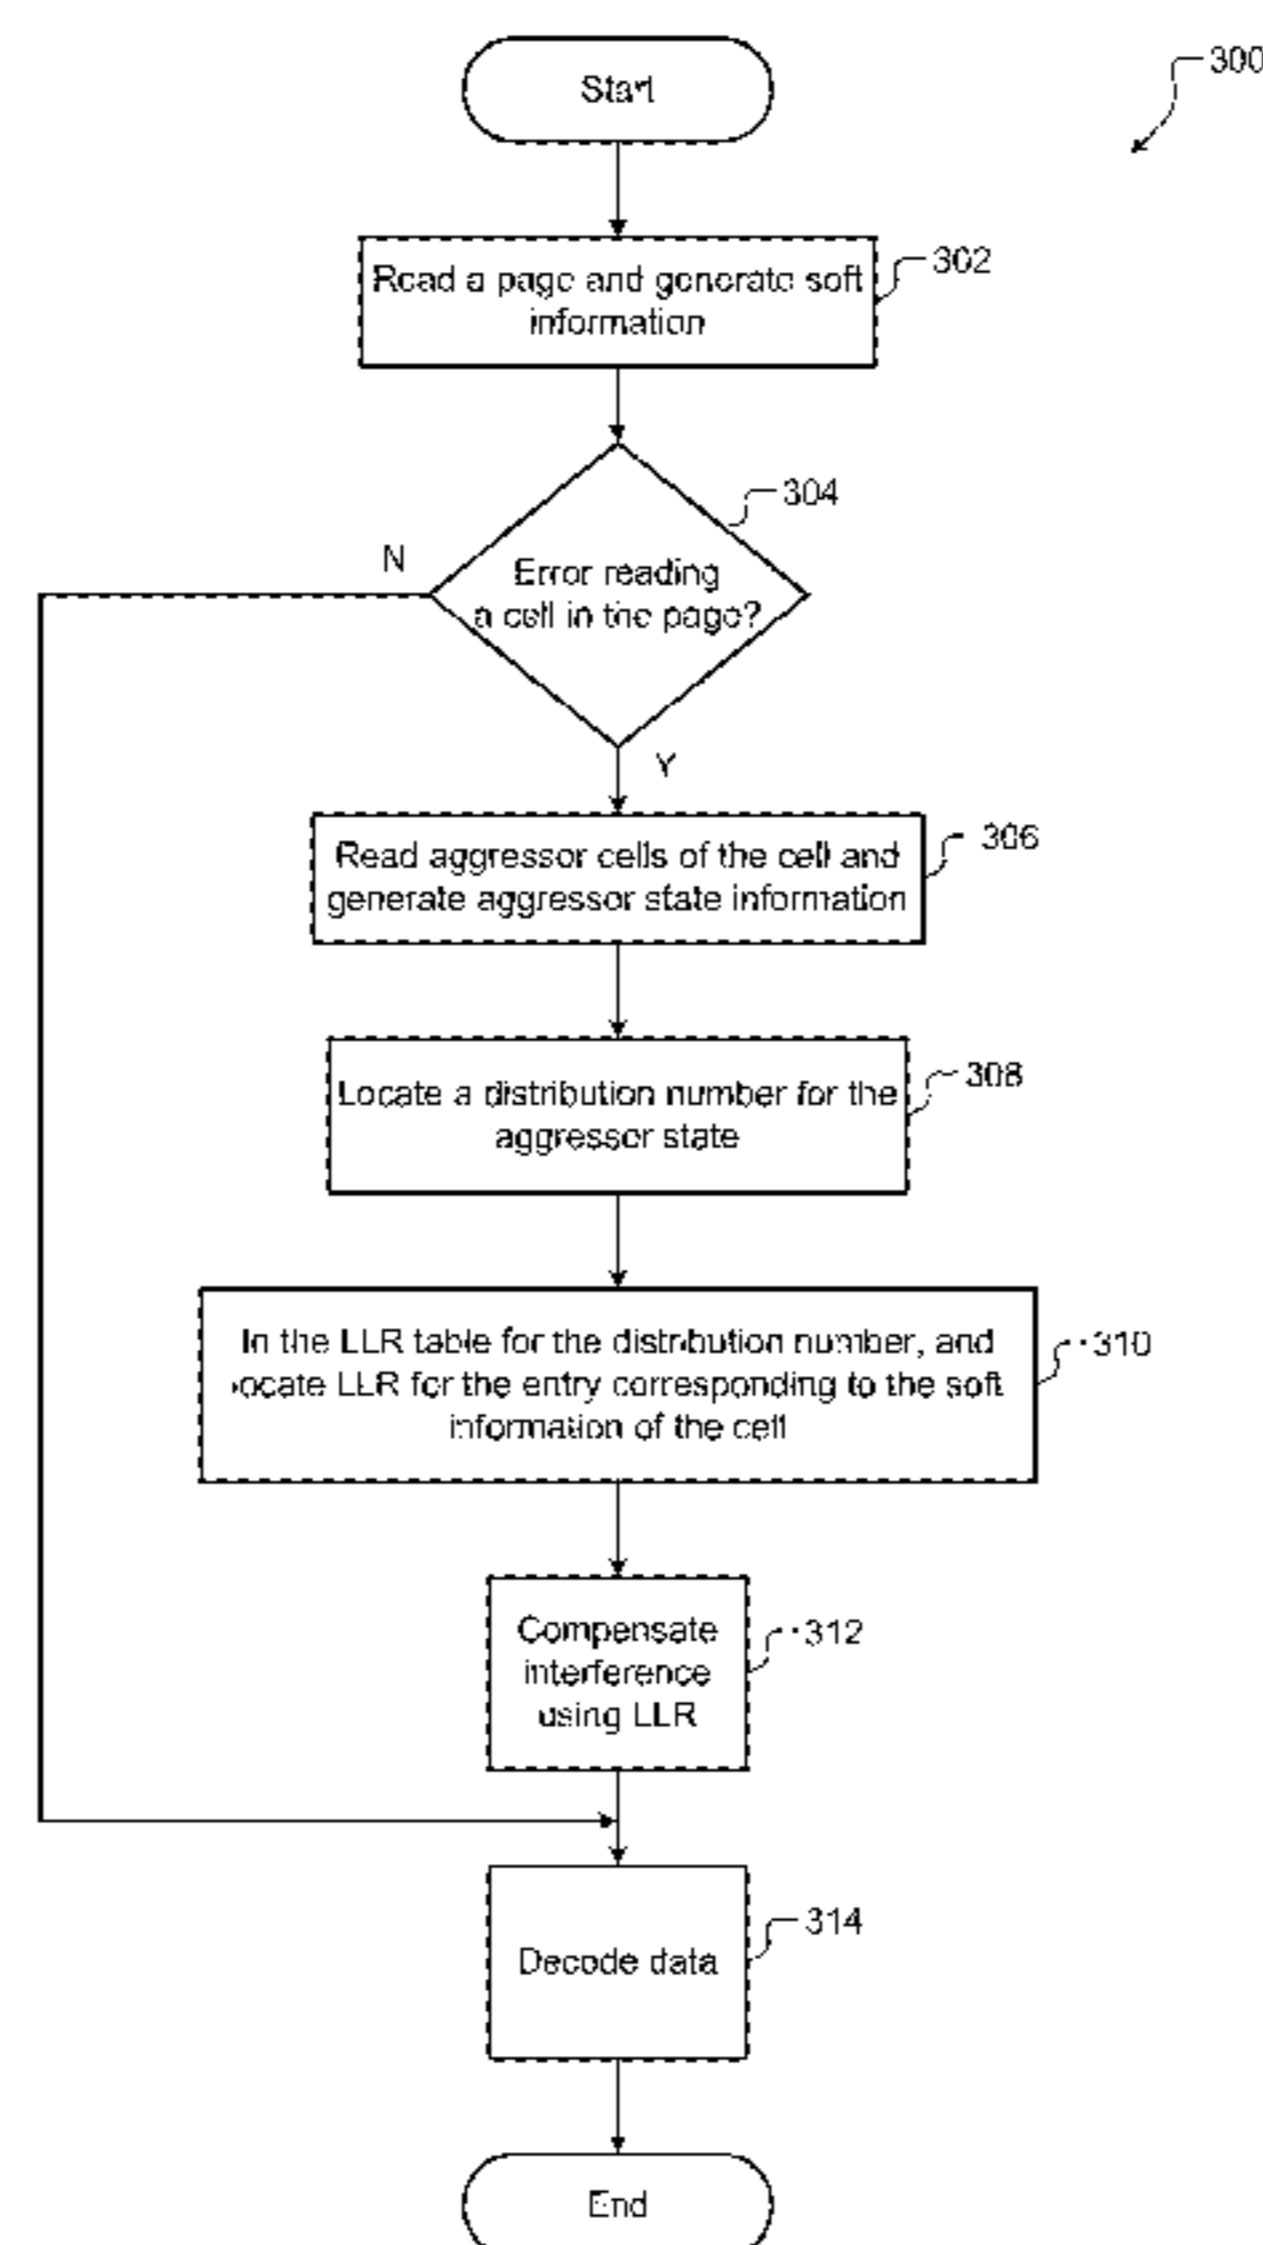 Start
300
Read a page and generate soft
information
302
304
N
Error reading
a cell in the page?
Y
Read aggressor cells of the cell and
generate aggressor state information
306
Locate a distribution number for the
aggressor state
308
In the LLR table for the distribution number, and
locate LLR for the entry corresponding to the soft
information of the cell
310
Compensate
interference
using LLR
312
314
Decode data
End